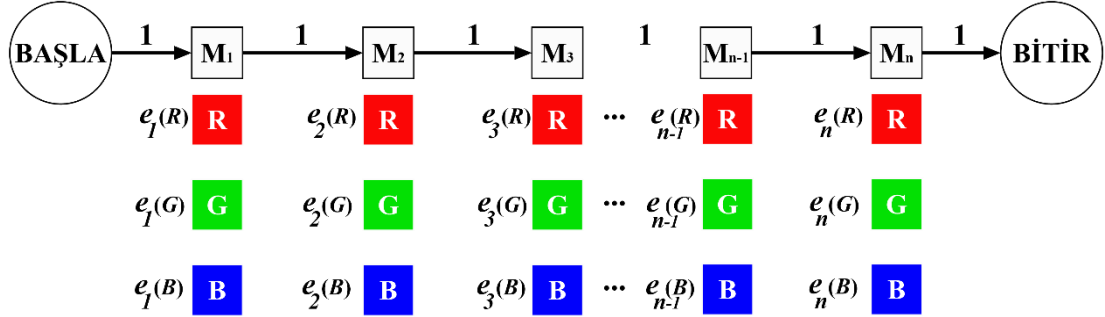 1 1 1 1 1 1
BAŞLA M1 M2 M3 Mn-1 Mn BİTİR
e1(R) R e2(R) R e3(R) R ... en-1(R) R en(R) R
e1(G) G e2(G) G e3(G) G ... en-1(G) G en(G) G
e1(B) B e2(B) B e3(B) B ... en-1(B) B en(B) B